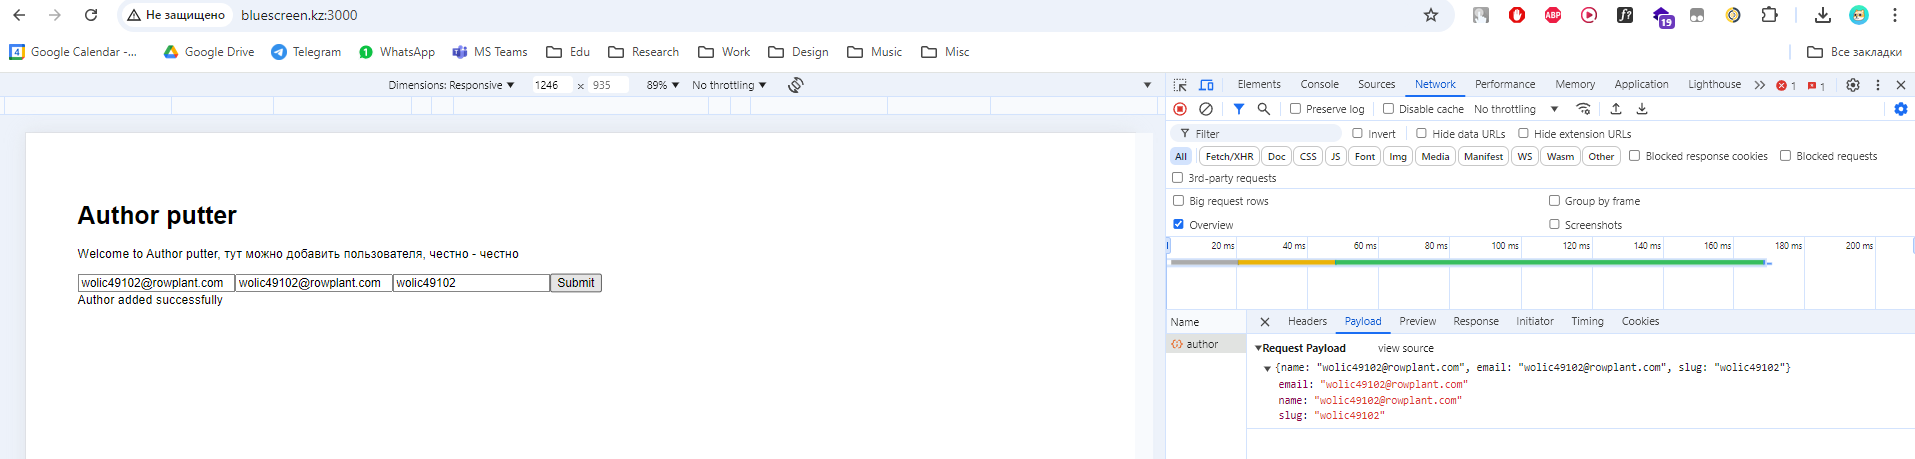 Не защищено bluescreen.kz:3000
19
4 Google Calendar -... Google Drive Telegram 1 WhatsApp MS Teams Edu Research Work Design Music Misc Все закладки
Dimensions: Responsive ▼ 1246 x 935 89% ▼ No throttling ▼
Elements Console Sources Network Performance Memory Application Lighthouse 1 1
Preserve log Disable cache No throttling
Filter Invert Hide data URLs Hide extension URLs
All Fetch/XHR Doc CSS JS Font Img Media Manifest WS Wasm Other Blocked response cookies Blocked requests
3rd-party requests
Big request rows Group by frame
Overview Screenshots
20 ms 40 ms 60 ms 80 ms 100 ms 120 ms 140 ms 160 ms 180 ms 200 ms
Author putter
Welcome to Author putter, тут можно добавить пользователя, честно - честно
wolic49102@rowplant.com wolic49102@rowplant.com wolic49102 Submit
Author added successfully
Name
author
Headers Payload Preview Response Initiator Timing Cookies
▼Request Payload view source
▼ {name: "wolic49102@rowplant.com", email: "wolic49102@rowplant.com", slug: "wolic49102"}
email: "wolic49102@rowplant.com"
name: "wolic49102@rowplant.com"
slug: "wolic49102"